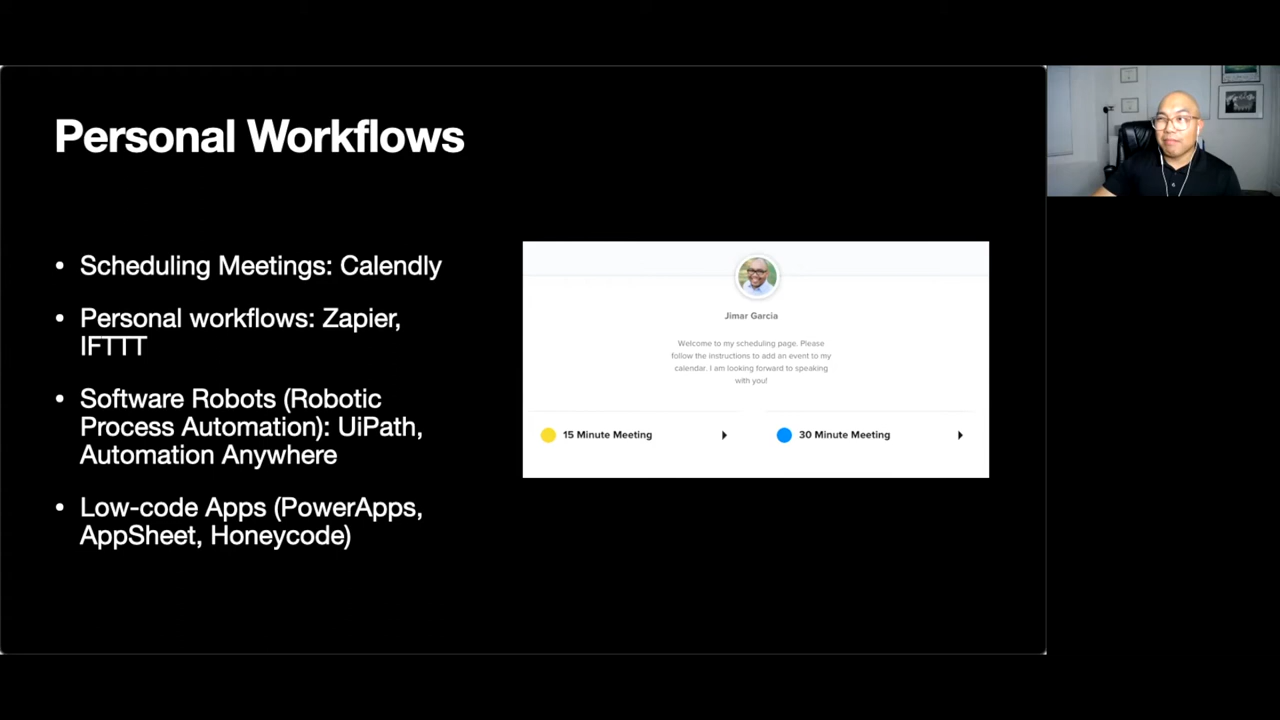 Personal Workflows
• Scheduling Meetings: Calendly
• Personal workflows: Zapier,
IFTTT
• Software Robots (Robotic
Process Automation): UiPath,
Automation Anywhere
• Low-code Apps (PowerApps,
AppSheet, Honeycode)
Jimar Garcia
Welcome to my scheduling page. Please
follow the instructions to add an event to my
calendar. I am looking forward to speaking
with you!
15 Minute Meeting
30 Minute Meeting